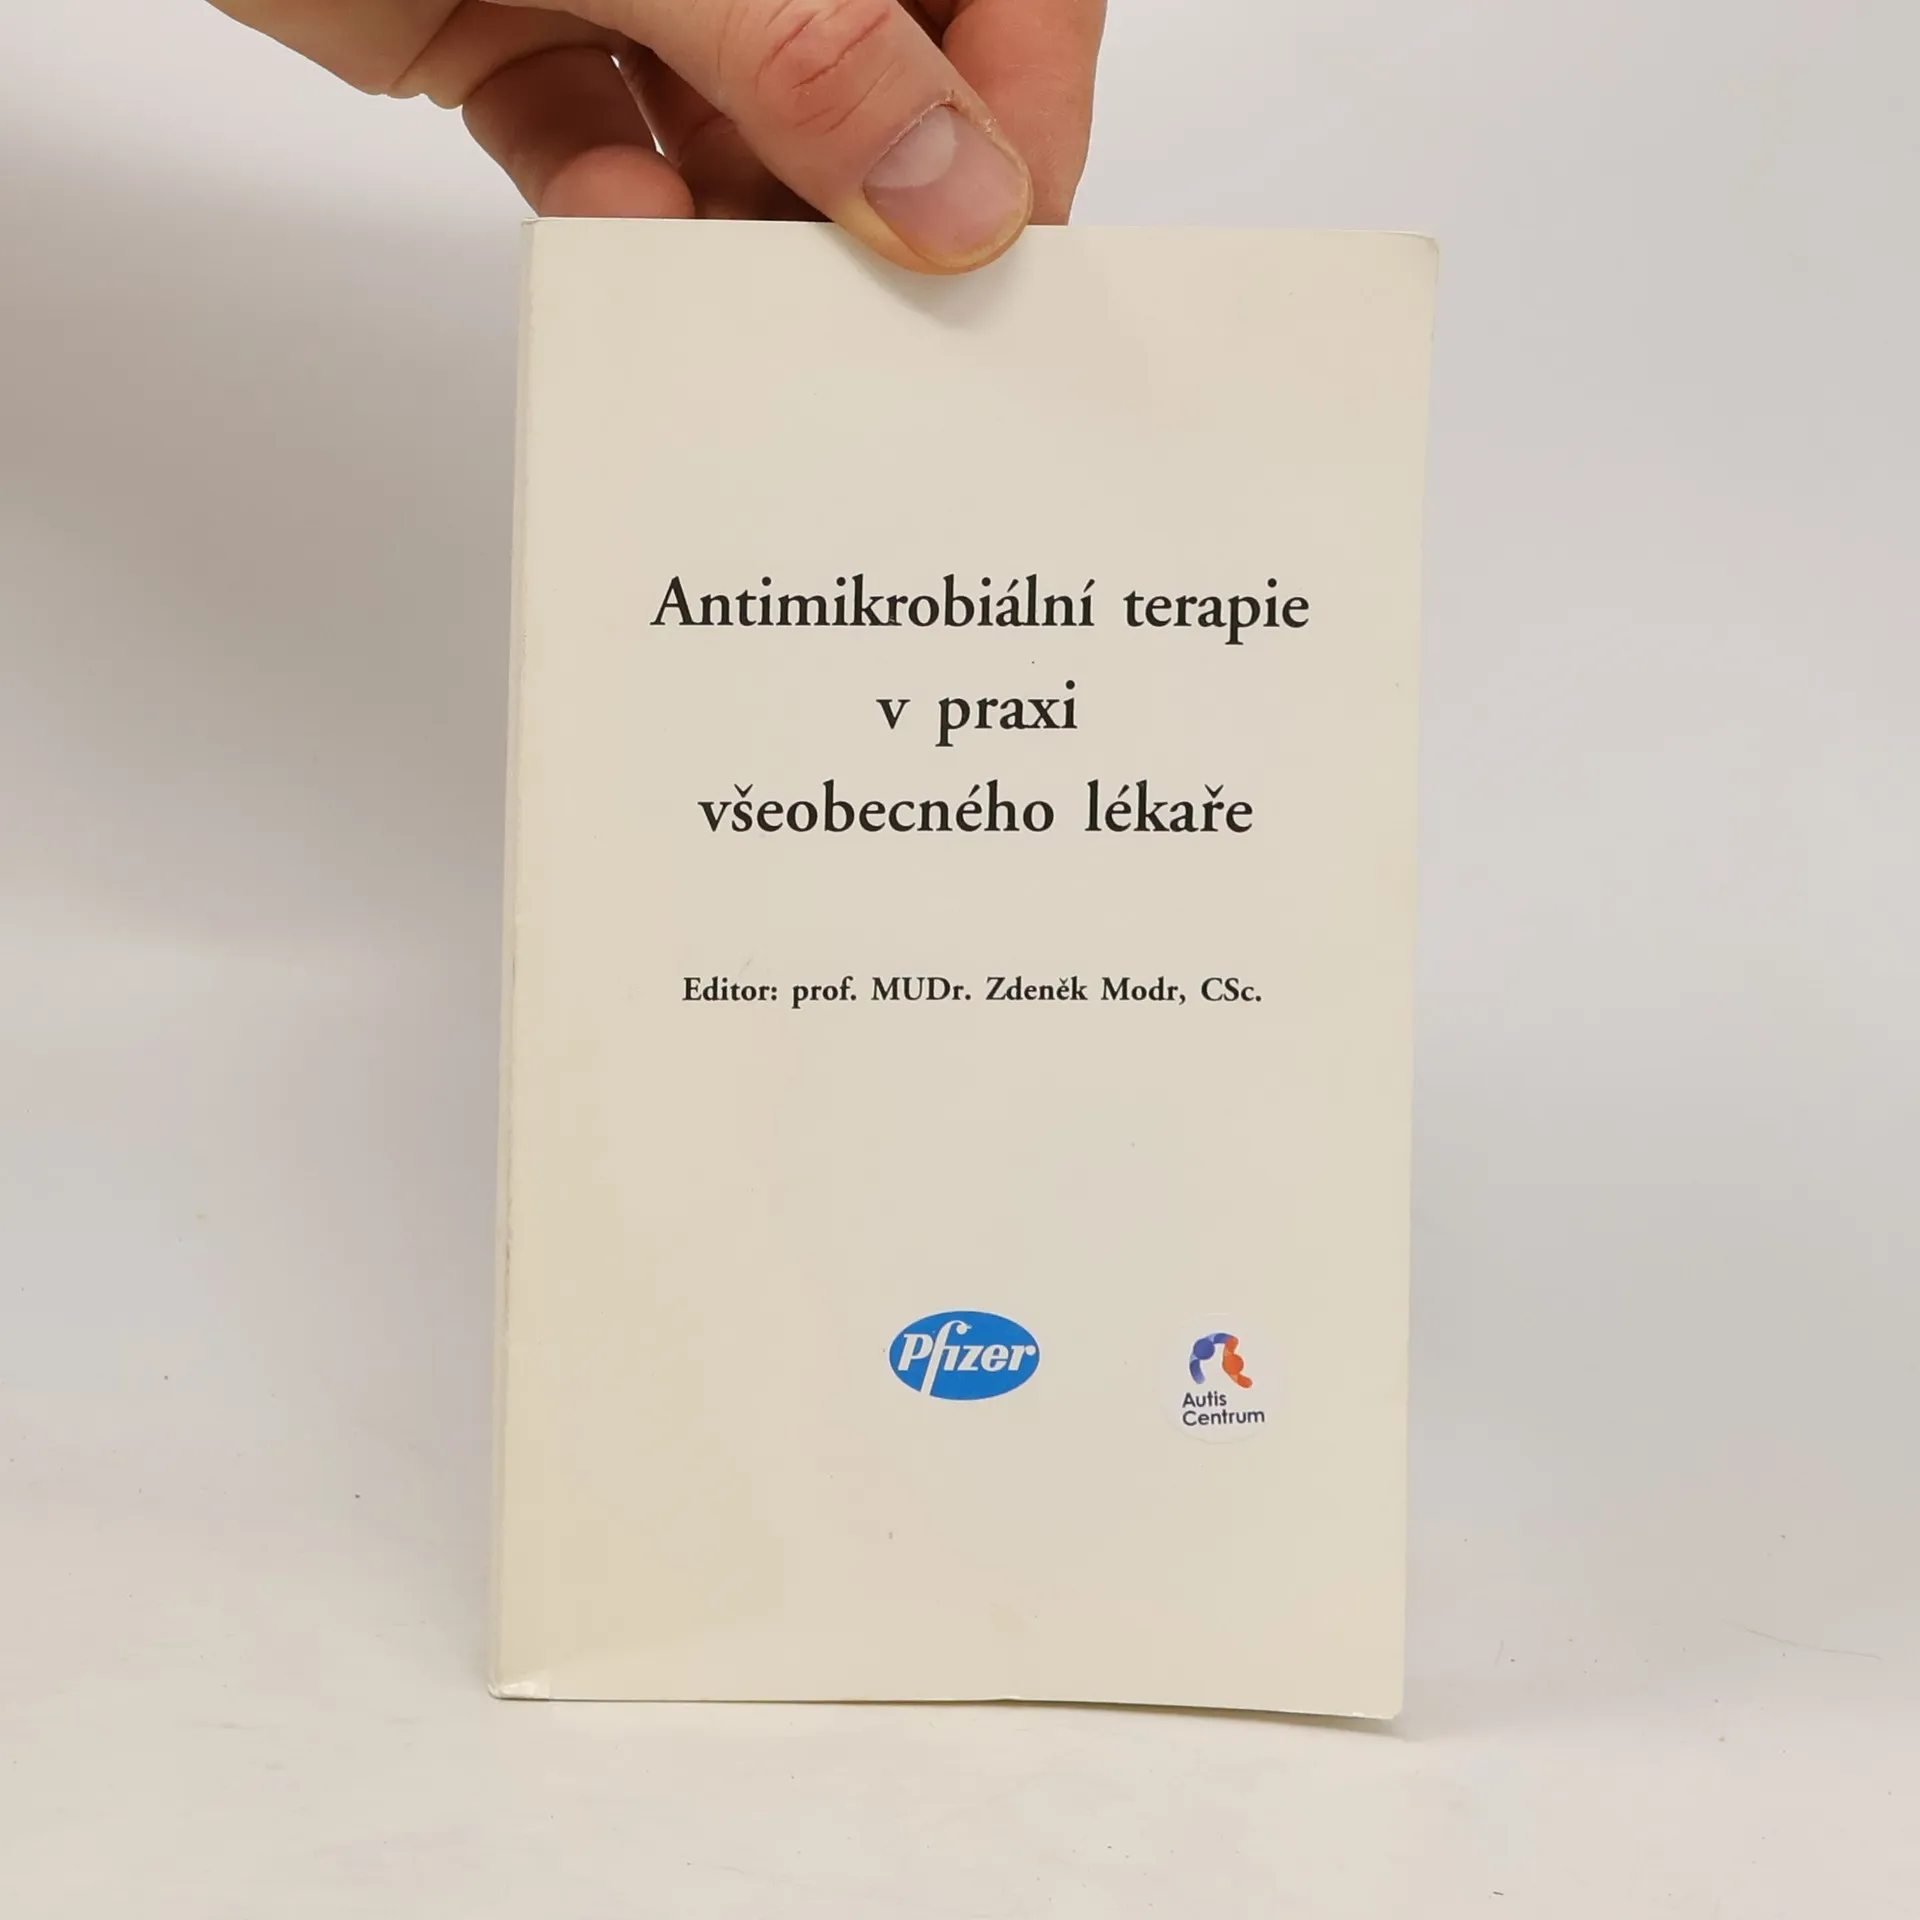 Antimikrobiální terapie
v praxi
všeobecného lékaře
Editor: prof. MUDr. Zdeněk Modr, CSc.
Pfizer
Autis
Centrum